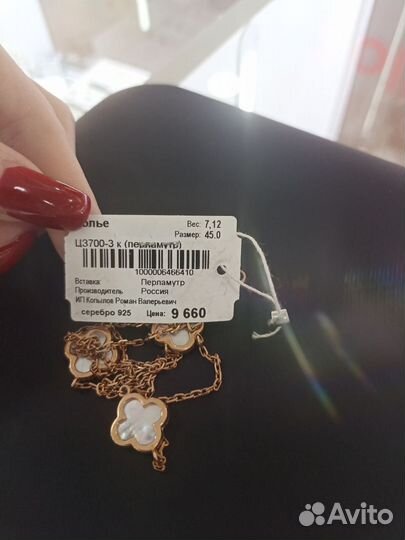 Вес: 7,12
Размер: 45.0
Ц3700-3 к (перламутр)
1000006466410
Вставка: Перламутр
Производитель Россия
ИП Копылов Роман Валерьевич
серебро 925 Цена: 9 660
Avito